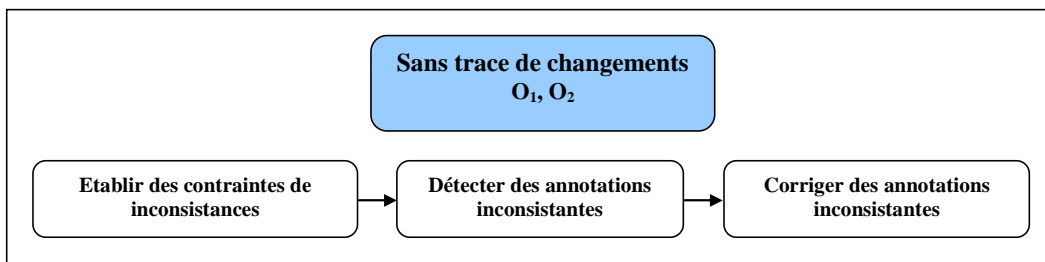 Sans trace de changements
O1, O2
Etablir des contraintes de
inconsistances
Détecter des annotations
inconsistantes
Corriger des annotations
inconsistantes